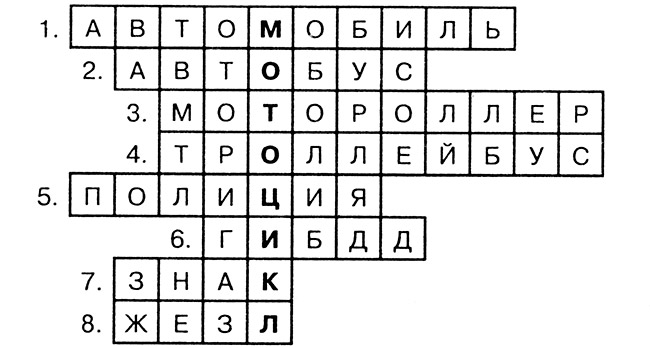 1. АВТОМОБИЛЬ
2. АВТОБУС
3. МОТОРОЛЛЕР
4. ТРОЛЛЕЙБУС
5. ПОЛИЦИЯ
6. ГИБДД
7. ЗНАК
8. ЖЕЗЛ